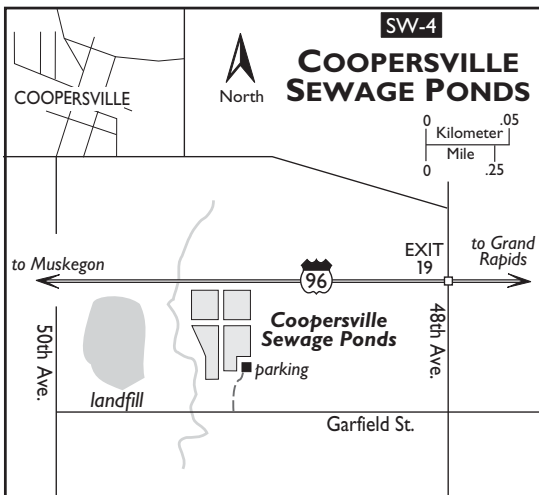 SW-4
COOPERSVILLE
SEWAGE PONDS
North
COOPERSVILLE
0 .05
Kilometer
Mile
0 .25
EXIT
19
to Grand
Rapids
to Muskegon
96
Coopersville
Sewage Ponds
50th Ave.
48th Ave.
parking
landfill
Garfield St.